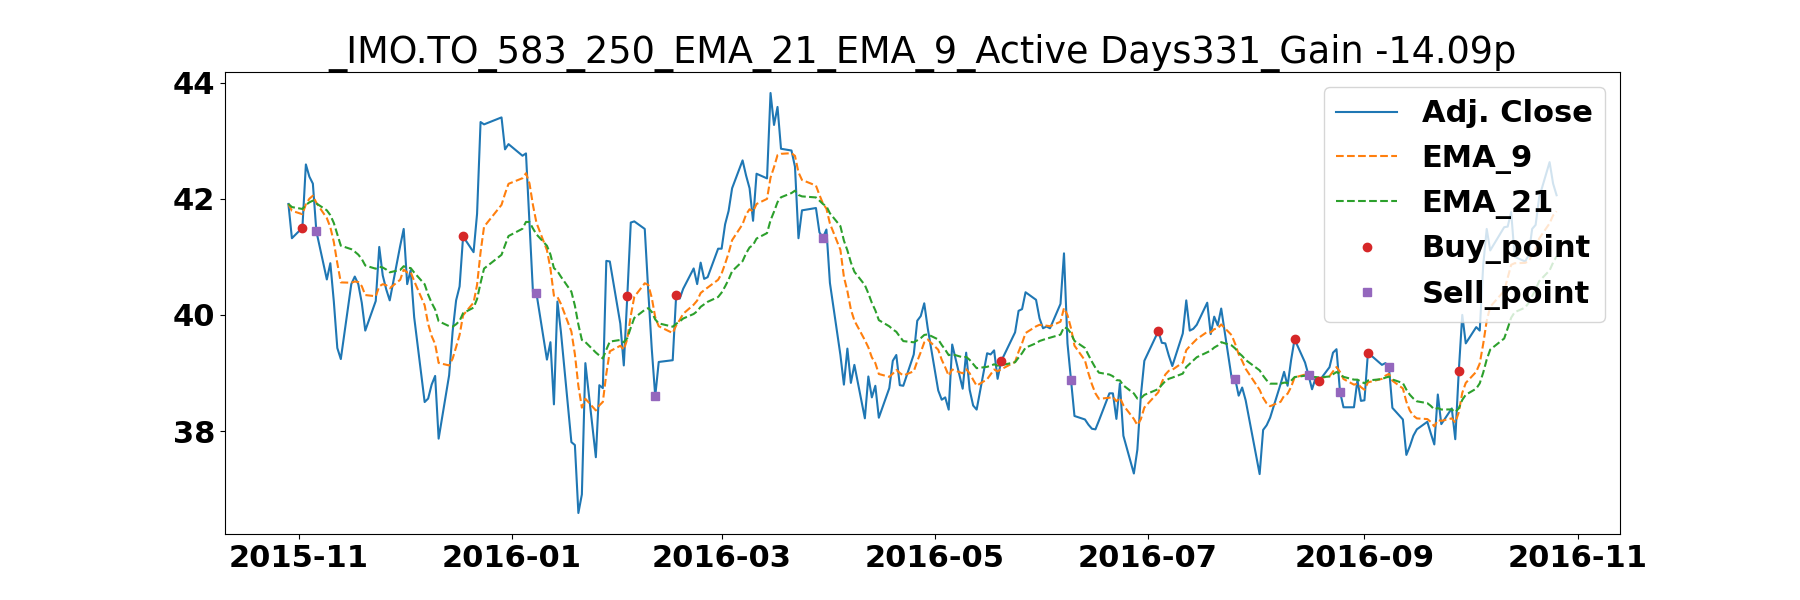 _IMO.TO_583_250_EMA_21_EMA_9_Active Days331_Gain -14.09p
44
42
40
38
2015-11 2016-01 2016-03 2016-05 2016-07 2016-09 2016-11
Adj. Close
EMA_9
EMA_21
Buy_point
Sell_point